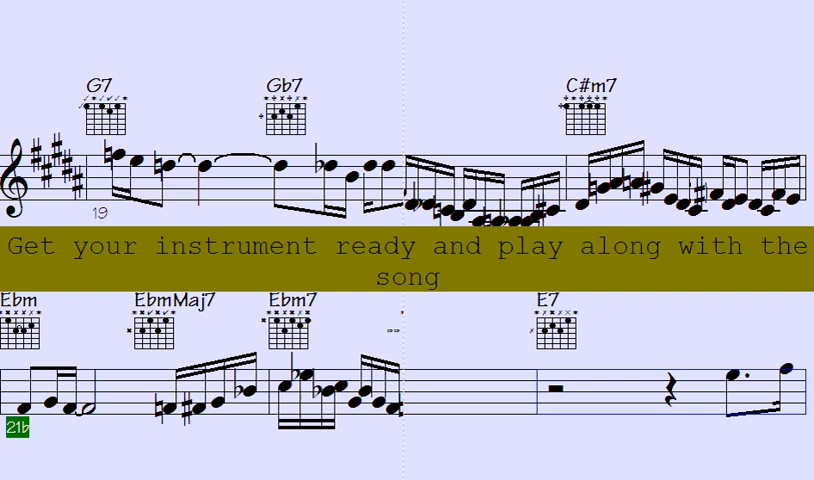 G7 Gb7 C#m7
19
Get your instrument ready and play along with the
song
Ebm EbmMaj7 Ebm7 E7
21b